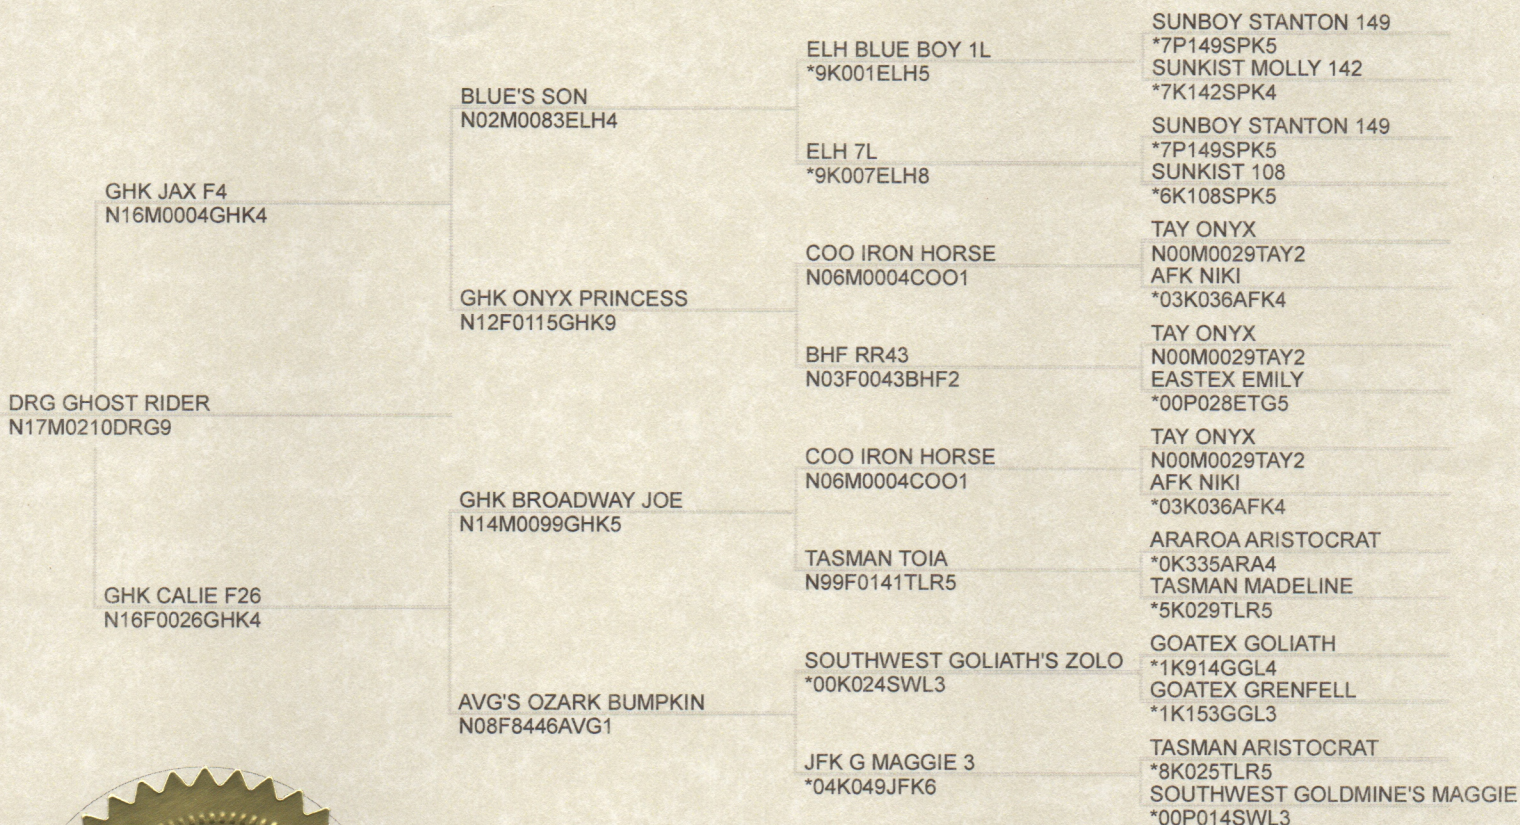 DRG GHOST RIDER
N17M0210DRG9
GHK JAX F4
N16M0004GHK4
GHK CALIE F26
N16F0026GHK4
BLUE'S SON
N02M0083ELH4
GHK ONYX PRINCESS
N12F0115GHK9
GHK BROADWAY JOE
N14M0099GHK5
AVG'S OZARK BUMPKIN
N08F8446AVG1
ELH BLUE BOY 1L
*9K001ELH5
ELH 7L
*9K007ELH8
COO IRON HORSE
N06M0004COO1
BHF RR43
N03F0043BHF2
COO IRON HORSE
N06M0004COO1
TASMAN TOIA
N99F0141TLR5
SOUTHWEST GOLIATH'S ZOLO
*00K024SWL3
JFK G MAGGIE 3
*04K049JFK6
SUNBOY STANTON 149
*7P149SPK5
SUNKIST MOLLY 142
*7K142SPK4
SUNBOY STANTON 149
*7P149SPK5
SUNKIST 108
*6K108SPK5
TAY ONYX
N00M0029TAY2
AFK NIKI
*03K036AFK4
TAY ONYX
N00M0029TAY2
EASTEX EMILY
*00P028ETG5
TAY ONYX
N00M0029TAY2
AFK NIKI
*03K036AFK4
ARAROA ARISTOCRAT
*0K335ARA4
TASMAN MADELINE
*5K029TLR5
GOATEX GOLIATH
*1K914GGL4
GOATEX GRENFELL
*1K153GGL3
TASMAN ARISTOCRAT
*8K025TLR5
SOUTHWEST GOLDMINE'S MAGGIE
*00P014SWL3